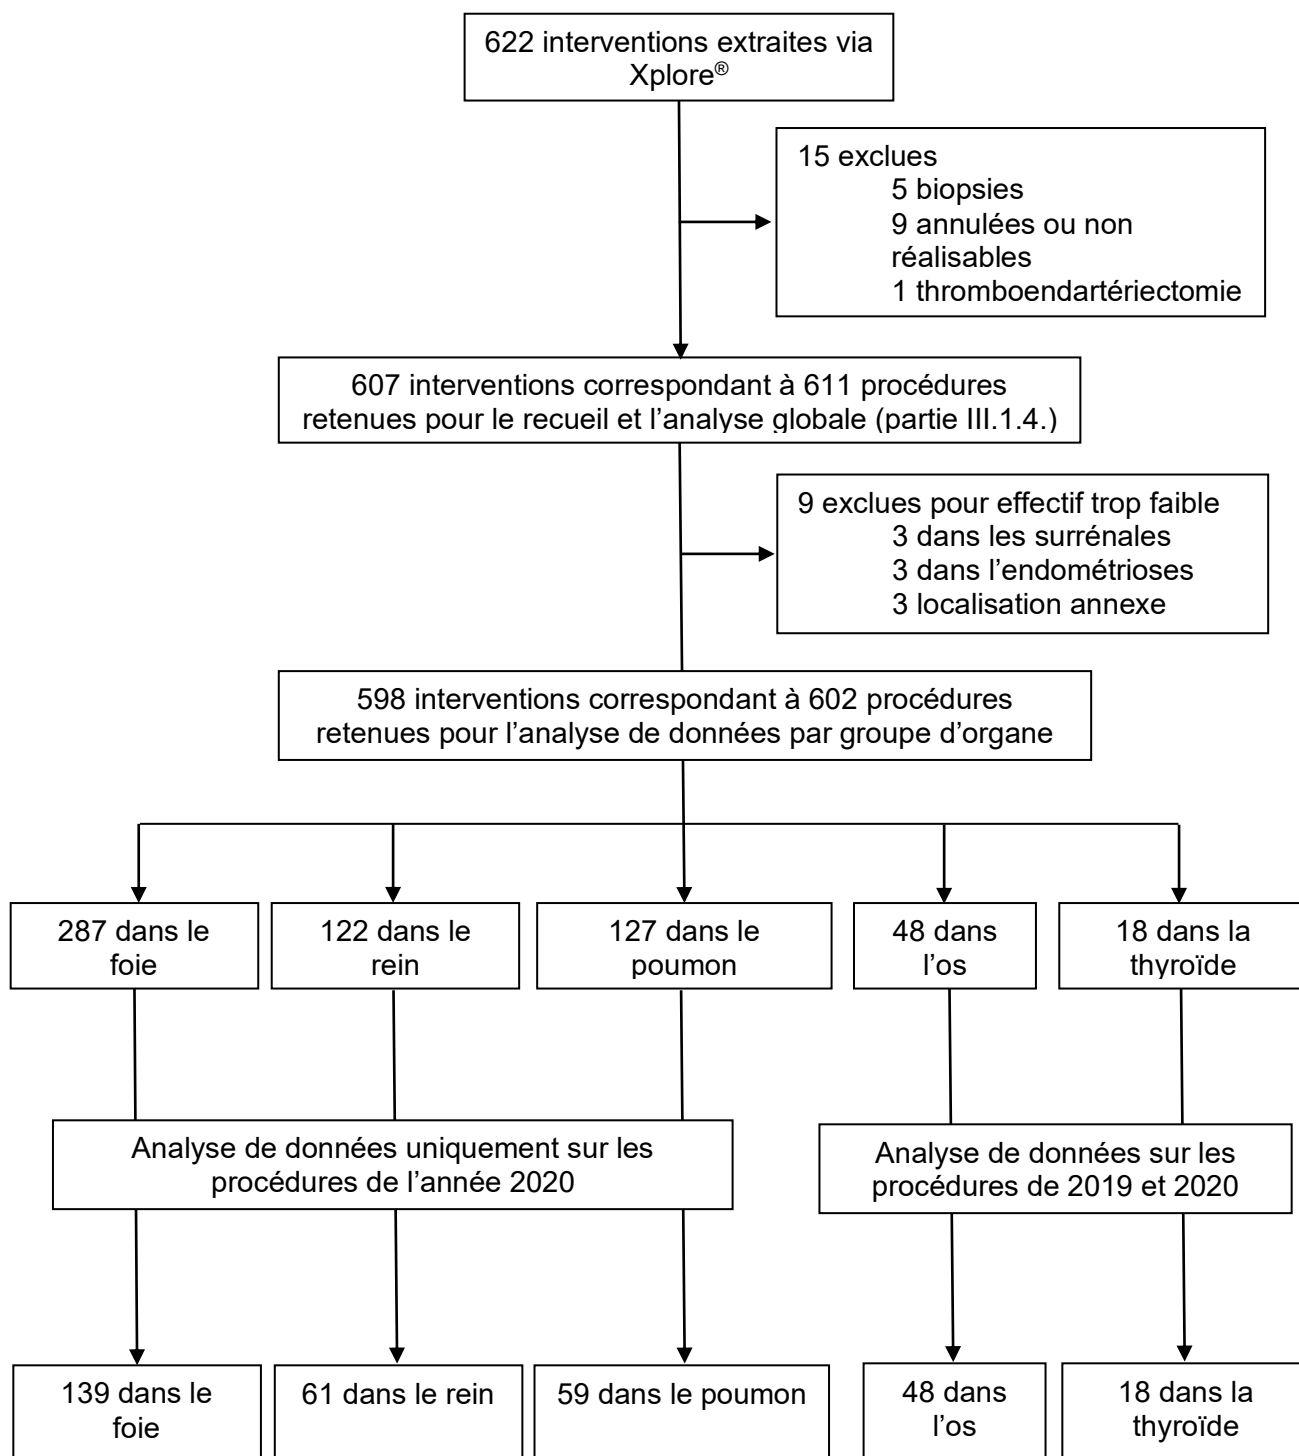 622 interventions extraites via
Xplore®
15 exclues
5 biopsies
9 annulées ou non
réalisables
1 thromboendartériectomie
607 interventions correspondant à 611 procédures
retenues pour le recueil et l’analyse globale (partie III.1.4.)
9 exclues pour effectif trop faible
3 dans les surrénales
3 dans l’endométrioses
3 localisation annexe
598 interventions correspondant à 602 procédures
retenues pour l’analyse de données par groupe d’organe
287 dans le
foie
122 dans le
rein
127 dans le
poumon
48 dans
l’os
18 dans la
thyroïde
Analyse de données uniquement sur les
procédures de l’année 2020
Analyse de données sur les
procédures de 2019 et 2020
139 dans le
foie
61 dans le rein
59 dans le poumon
48 dans
l’os
18 dans la
thyroïde